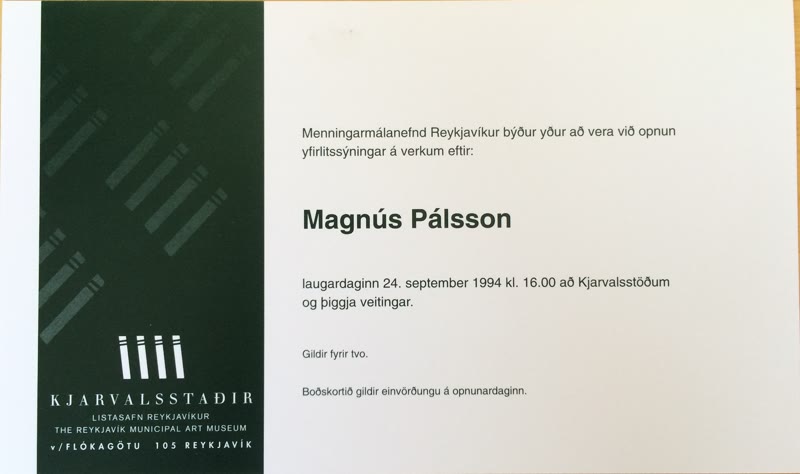 Menningarmálanefnd Reykjavíkur býður yður að vera við opnun
yfirlitssýningar á verkum eftir:
Magnús Pálsson
laugardaginn 24. september 1994 kl. 16.00 að Kjarvalsstöðum
og þiggja veitingar.
Gildir fyrir tvo.
Boðskortið gildir einvörðungu á opnunardaginn.
KJARVALSSTAÐIR
LISTASAFN REYKJAVÍKUR
THE REYKJAVÍK MUNICIPAL ART MUSEUM
v/FLÓKAGÖTU 105 REYKJAVÍK